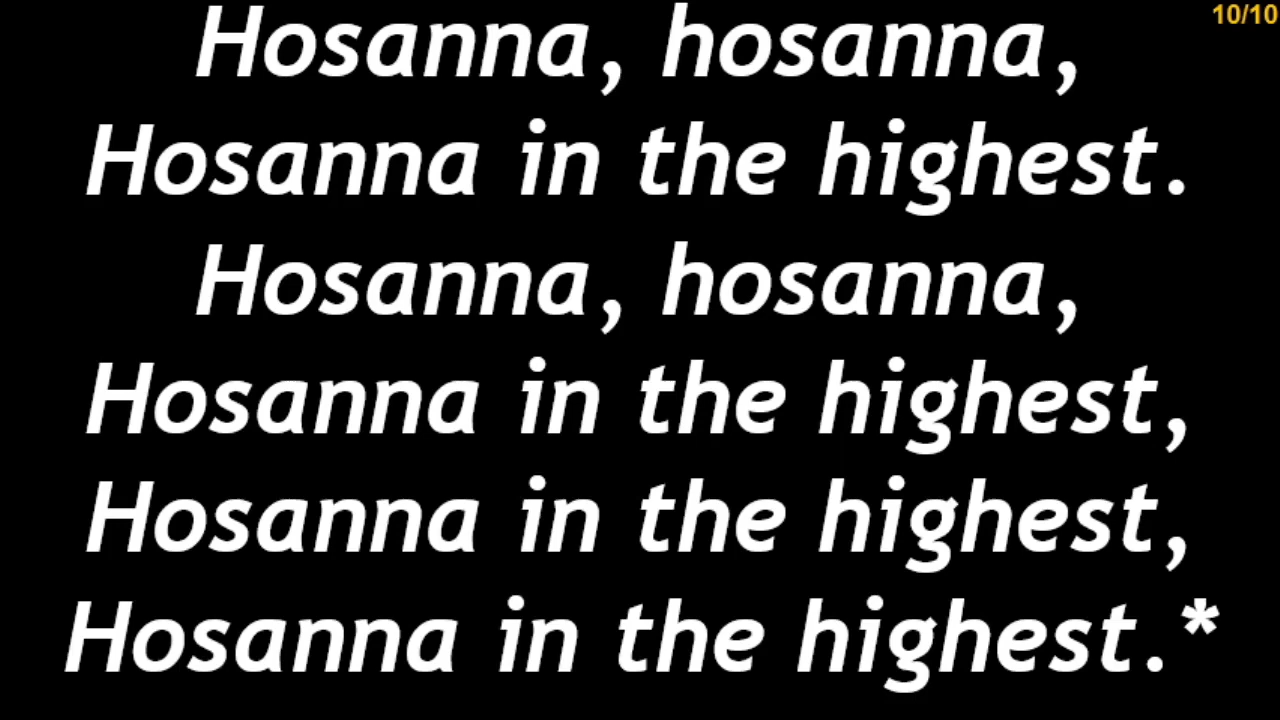 10/10
Hosanna, hosanna,
Hosanna in the highest.
Hosanna, hosanna,
Hosanna in the highest,
Hosanna in the highest,
Hosanna in the highest.*